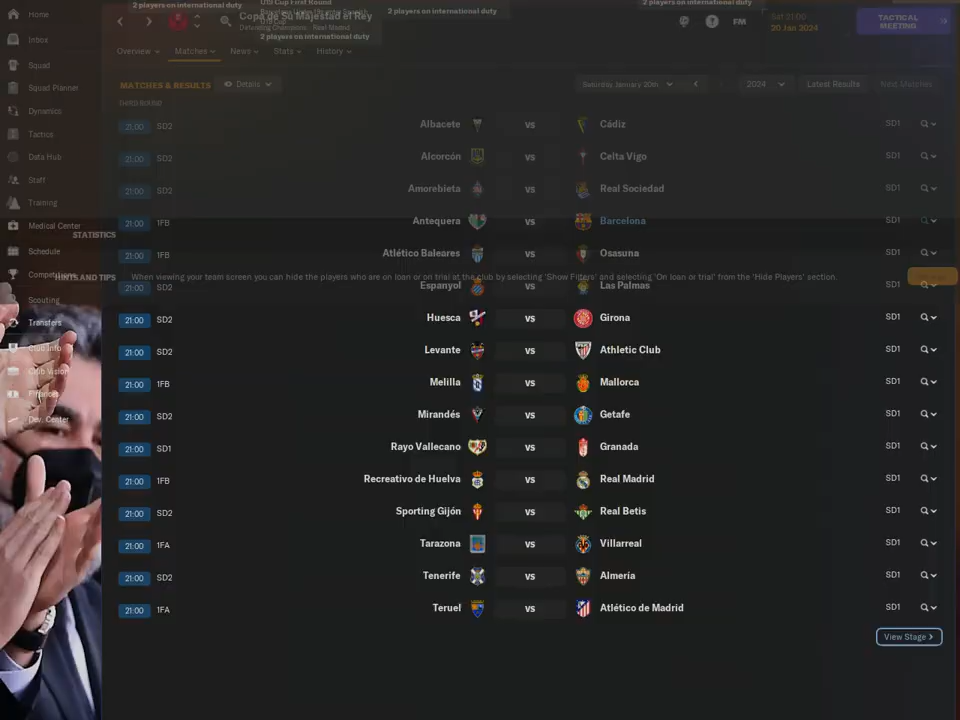 2 players on international duty
U19 Cup First Round
2 players on international duty
Home
Copa de Su Majestad el Rey
2 players on international duty
Sat 21:00
20 Jan 2024
FM
TACTICAL MEETING
Defending Champions: Real Madrid
2 players on international duty
Inbox
Overview
Matches
News
Stats
History
Squad
MATCHES & RESULTS
Details
Saturday January 20th
2024
Latest Results
Next Matches
Squad Planner
THIRD ROUND
Dynamics
21:00 SD2 Albacete vs Cádiz SD1
Tactics
21:00 SD2 Alcorcón vs Celta Vigo SD1
Data Hub
21:00 SD2 Amorebieta vs Real Sociedad SD1
Staff
Training
21:00 1FB Antequera vs Barcelona SD1
Medical Center
STATISTICS
21:00 1FB Atlético Baleares vs Osasuna SD1
Schedule
Competitions
HINTS AND TIPS
When viewing your team screen you can hide the players who are on loan or on trial at the club by selecting 'Show Filters' and selecting 'On loan or trial' from the 'Hide Players' section.
21:00 SD2 Espanyol vs Las Palmas SD1
Scouting
21:00 SD2 Huesca vs Girona SD1
Transfers
21:00 SD2 Levante vs Athletic Club SD1
Club Info
Club Vision
21:00 1FB Melilla vs Mallorca SD1
Finances
21:00 SD2 Mirandés vs Getafe SD1
Dev. Center
21:00 SD1 Rayo Vallecano vs Granada SD1
21:00 1FB Recreativo de Huelva vs Real Madrid SD1
21:00 SD2 Sporting Gijón vs Real Betis SD1
21:00 1FA Tarazona vs Villarreal SD1
21:00 SD2 Tenerife vs Almería SD1
21:00 1FA Teruel vs Atlético de Madrid SD1
View Stage >